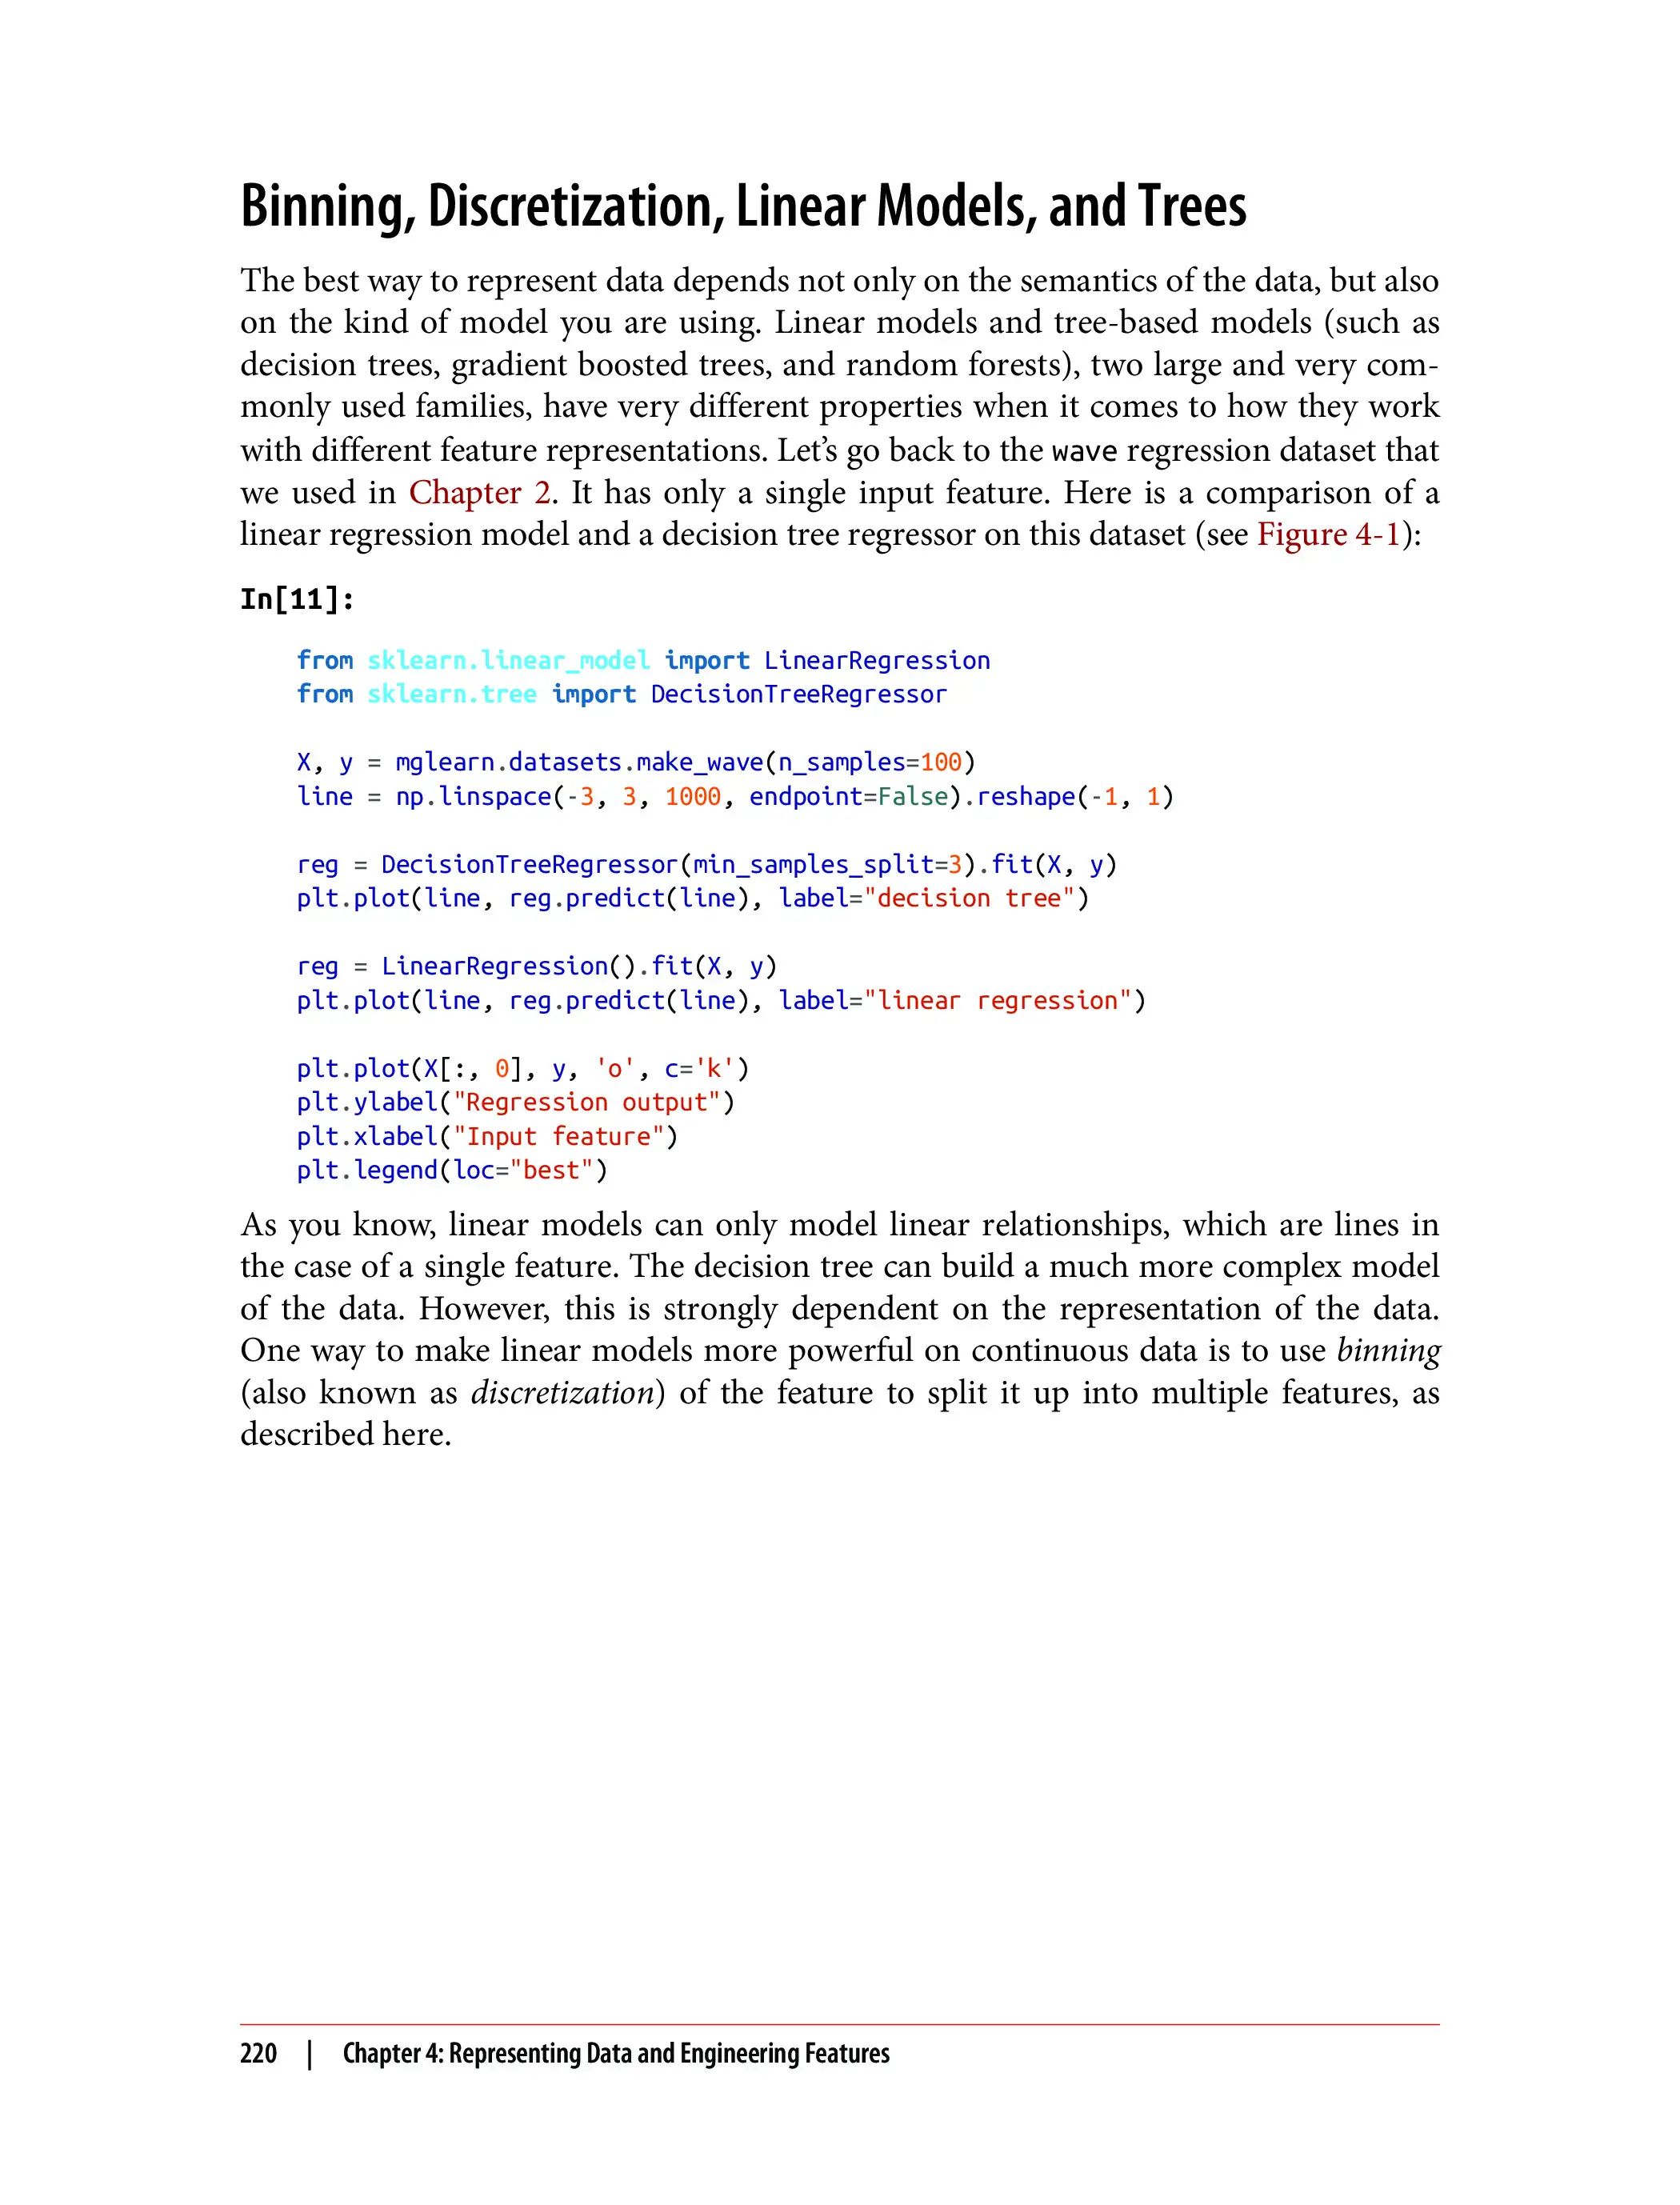 Binning, Discretization, Linear Models, and Trees
The best way to represent data depends not only on the semantics of the data, but also
on the kind of model you are using. Linear models and tree-based models (such as
decision trees, gradient boosted trees, and random forests), two large and very com-
monly used families, have very different properties when it comes to how they work
with different feature representations. Let’s go back to the wave regression dataset that
we used in Chapter 2. It has only a single input feature. Here is a comparison of a
linear regression model and a decision tree regressor on this dataset (see Figure 4-1):
In[11]:
from sklearn.linear_model import LinearRegression
from sklearn.tree import DecisionTreeRegressor
X, y = mglearn.datasets.make_wave(n_samples=100)
line = np.linspace(-3, 3, 1000, endpoint=False).reshape(-1, 1)
reg = DecisionTreeRegressor(min_samples_split=3).fit(X, y)
plt.plot(line, reg.predict(line), label="decision tree")
reg = LinearRegression().fit(X, y)
plt.plot(line, reg.predict(line), label="linear regression")
plt.plot(X[:, 0], y, 'o', c='k')
plt.ylabel("Regression output")
plt.xlabel("Input feature")
plt.legend(loc="best")
As you know, linear models can only model linear relationships, which are lines in
the case of a single feature. The decision tree can build a much more complex model
of the data. However, this is strongly dependent on the representation of the data.
One way to make linear models more powerful on continuous data is to use binning
(also known as discretization) of the feature to split it up into multiple features, as
described here.
220 | Chapter 4: Representing Data and Engineering Features